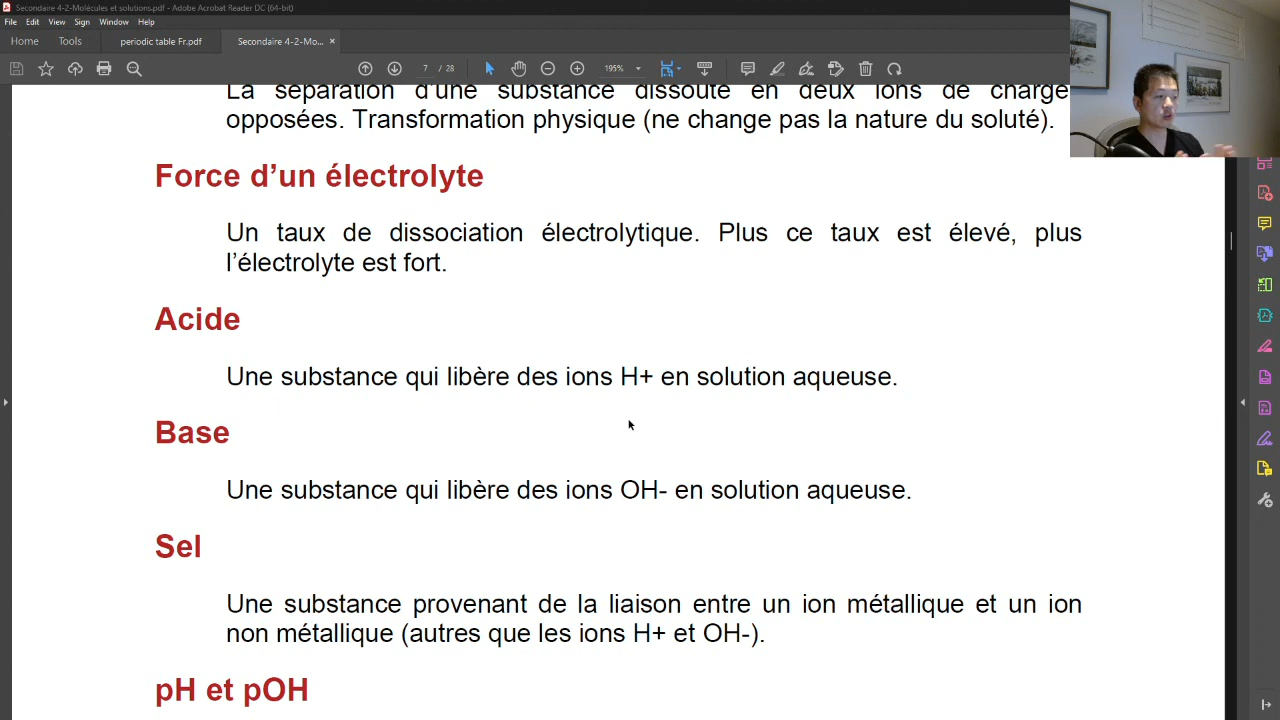 Secondaire 4-2-Molécules et solutions.pdf - Adobe Acrobat Reader DC (64-bit)
File Edit View Sign Window Help
Home Tools periodic table Fr.pdf Secondaire 4-2-Mo... ×
7 / 28 195%
La séparation d'une substance dissoute en deux ions de charge
opposées. Transformation physique (ne change pas la nature du soluté).
Force d'un électrolyte
Un taux de dissociation électrolytique. Plus ce taux est élevé, plus
l'électrolyte est fort.
Acide
Une substance qui libère des ions H+ en solution aqueuse.
Base
Une substance qui libère des ions OH- en solution aqueuse.
Sel
Une substance provenant de la liaison entre un ion métallique et un ion
non métallique (autres que les ions H+ et OH-).
pH et pOH